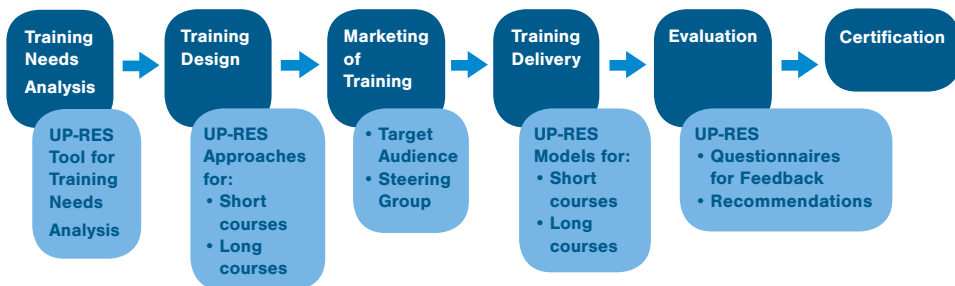 Training
Needs
Analysis
UP-RES
Tool for
Training
Needs
Analysis
Training
Design
UP-RES
Approaches
for:
• Short
courses
• Long
courses
Marketing
of
Training
• Target
Audience
• Steering
Group
Training
Delivery
UP-RES
Models for:
• Short
courses
• Long
courses
Evaluation
UP-RES
• Questionnaires
for Feedback
• Recommendations
Certification